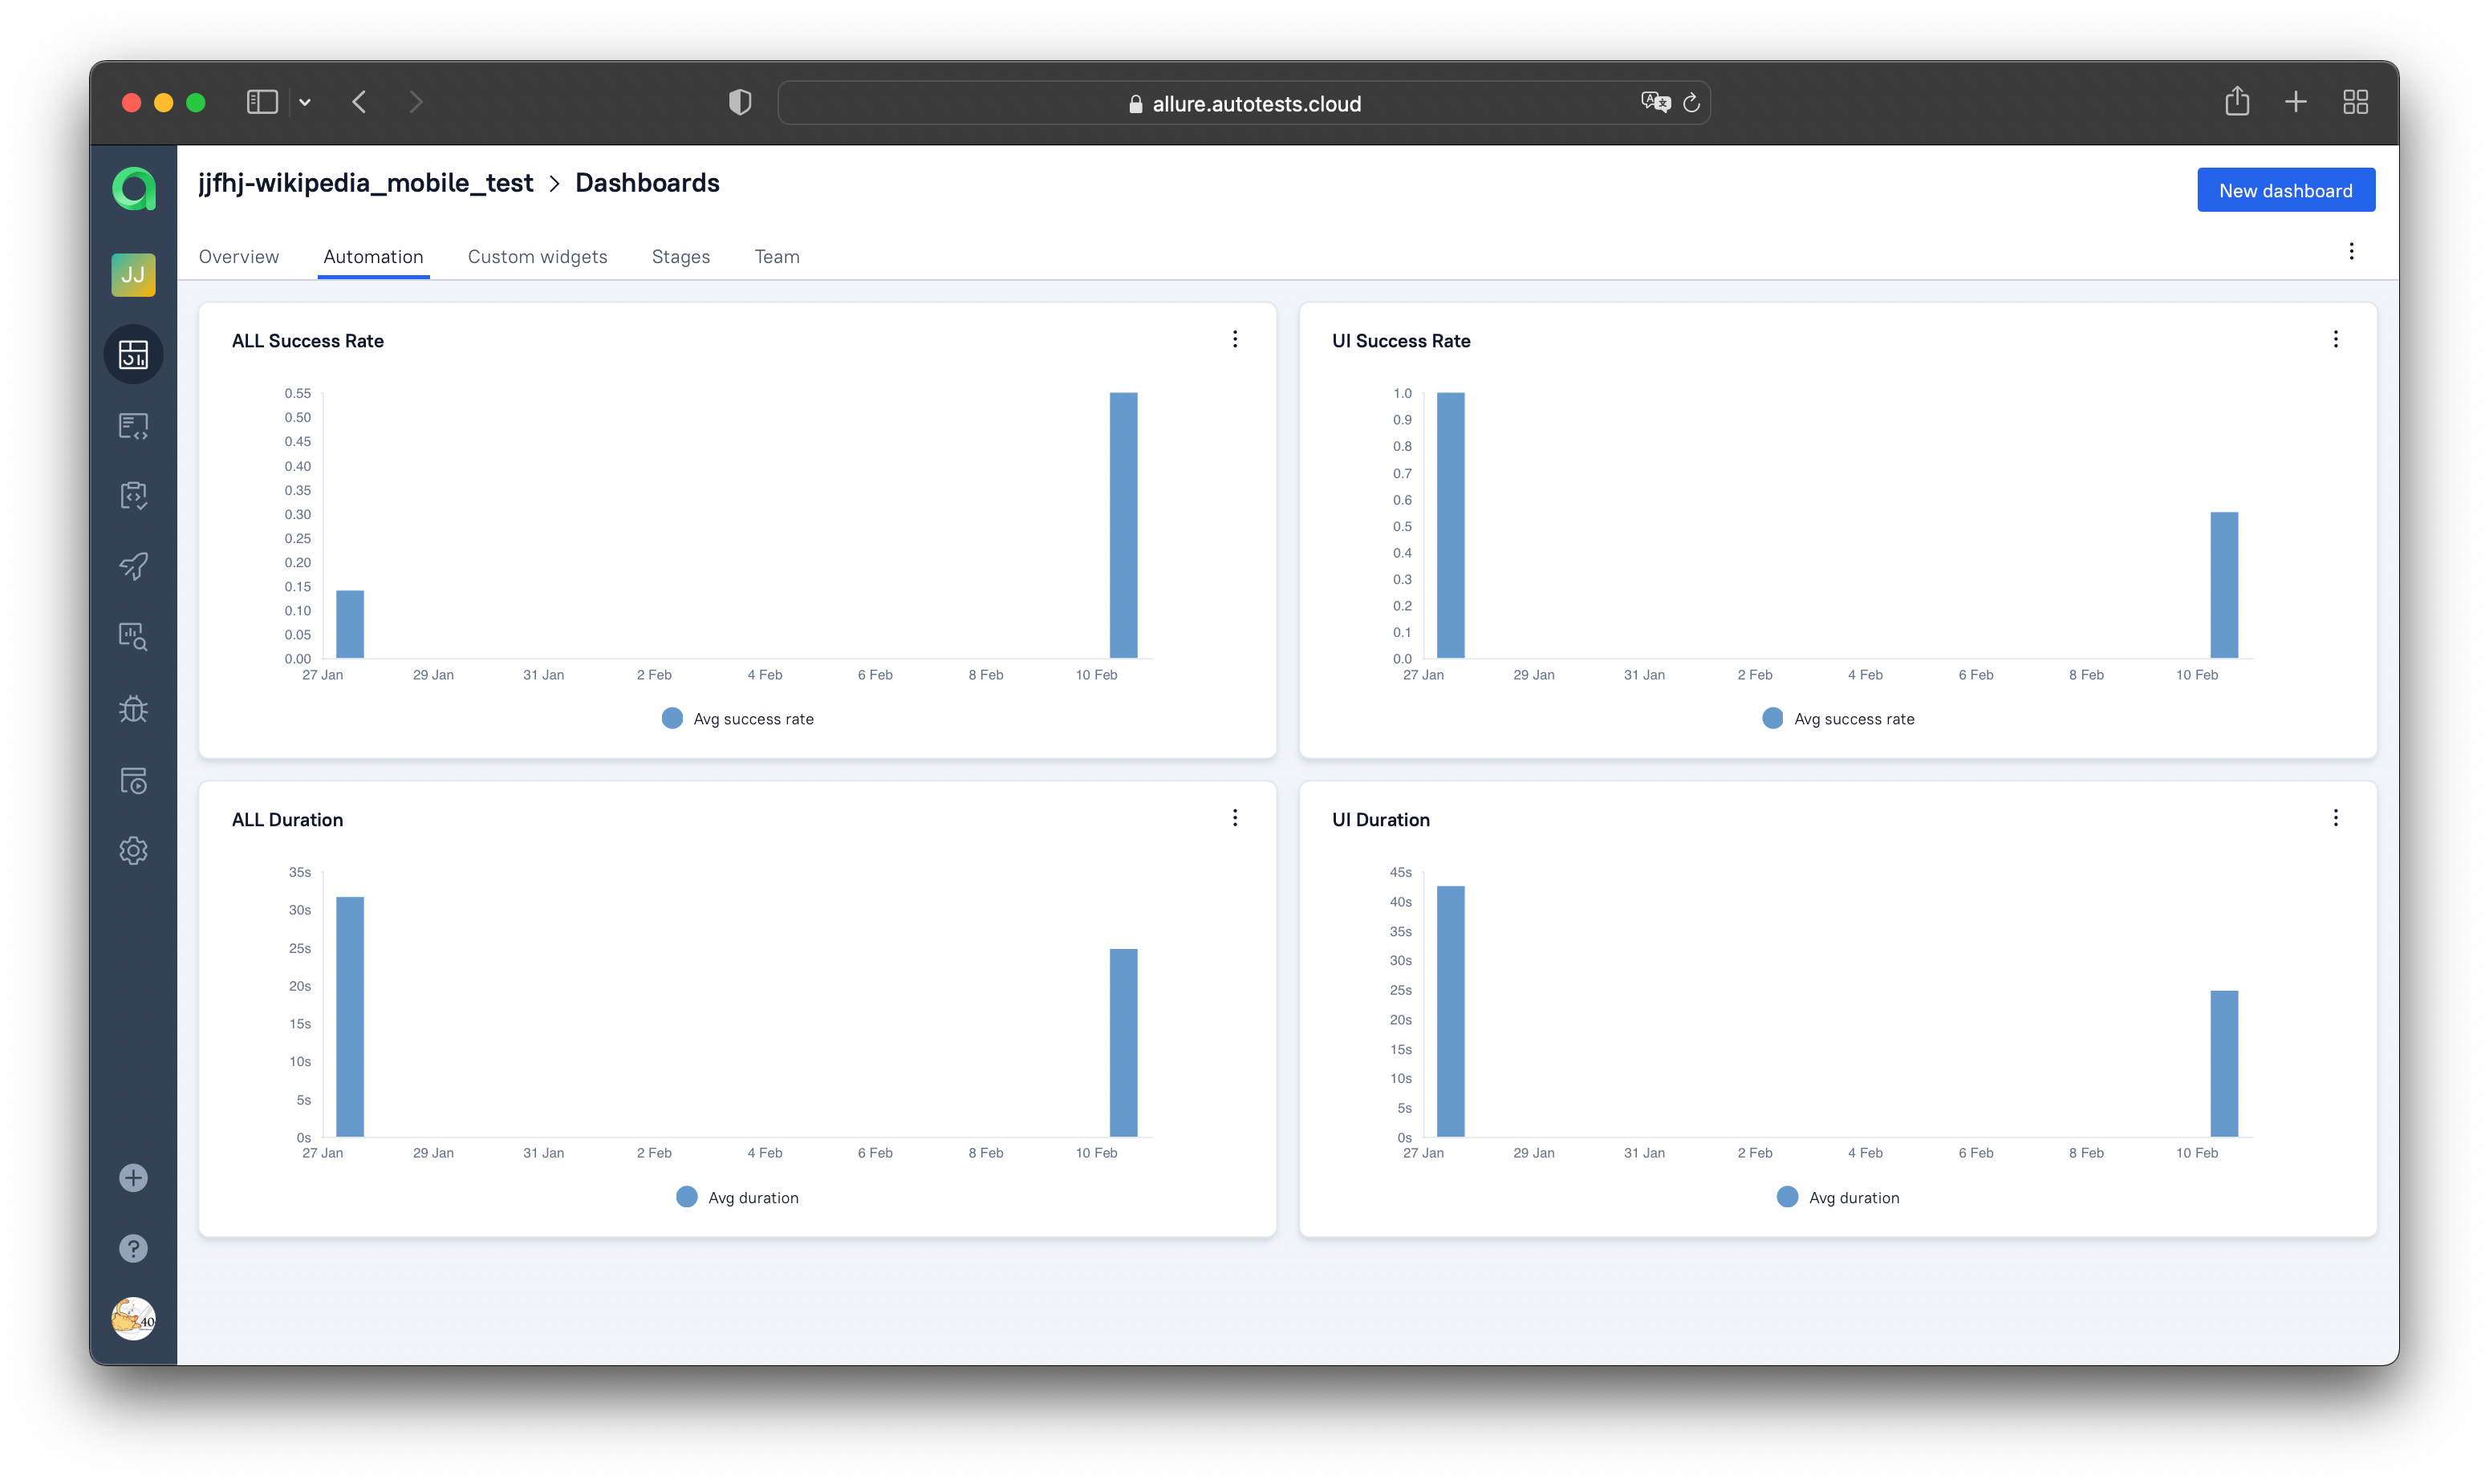 allure.autotests.cloud
jjfhj-wikipedia_mobile_test > Dashboards
New dashboard
JJ
Overview Automation Custom widgets Stages Team
ALL Success Rate
0.55
0.50
0.45
0.40
0.35
0.30
0.25
0.20
0.15
0.10
0.05
0.00
27 Jan 29 Jan 31 Jan 2 Feb 4 Feb 6 Feb 8 Feb 10 Feb
Avg success rate
UI Success Rate
1.0
0.9
0.8
0.7
0.6
0.5
0.4
0.3
0.2
0.1
0.0
27 Jan 29 Jan 31 Jan 2 Feb 4 Feb 6 Feb 8 Feb 10 Feb
Avg success rate
ALL Duration
35s
30s
25s
20s
15s
10s
5s
0s
27 Jan 29 Jan 31 Jan 2 Feb 4 Feb 6 Feb 8 Feb 10 Feb
Avg duration
UI Duration
45s
40s
35s
30s
25s
20s
15s
10s
5s
0s
27 Jan 29 Jan 31 Jan 2 Feb 4 Feb 6 Feb 8 Feb 10 Feb
Avg duration
40